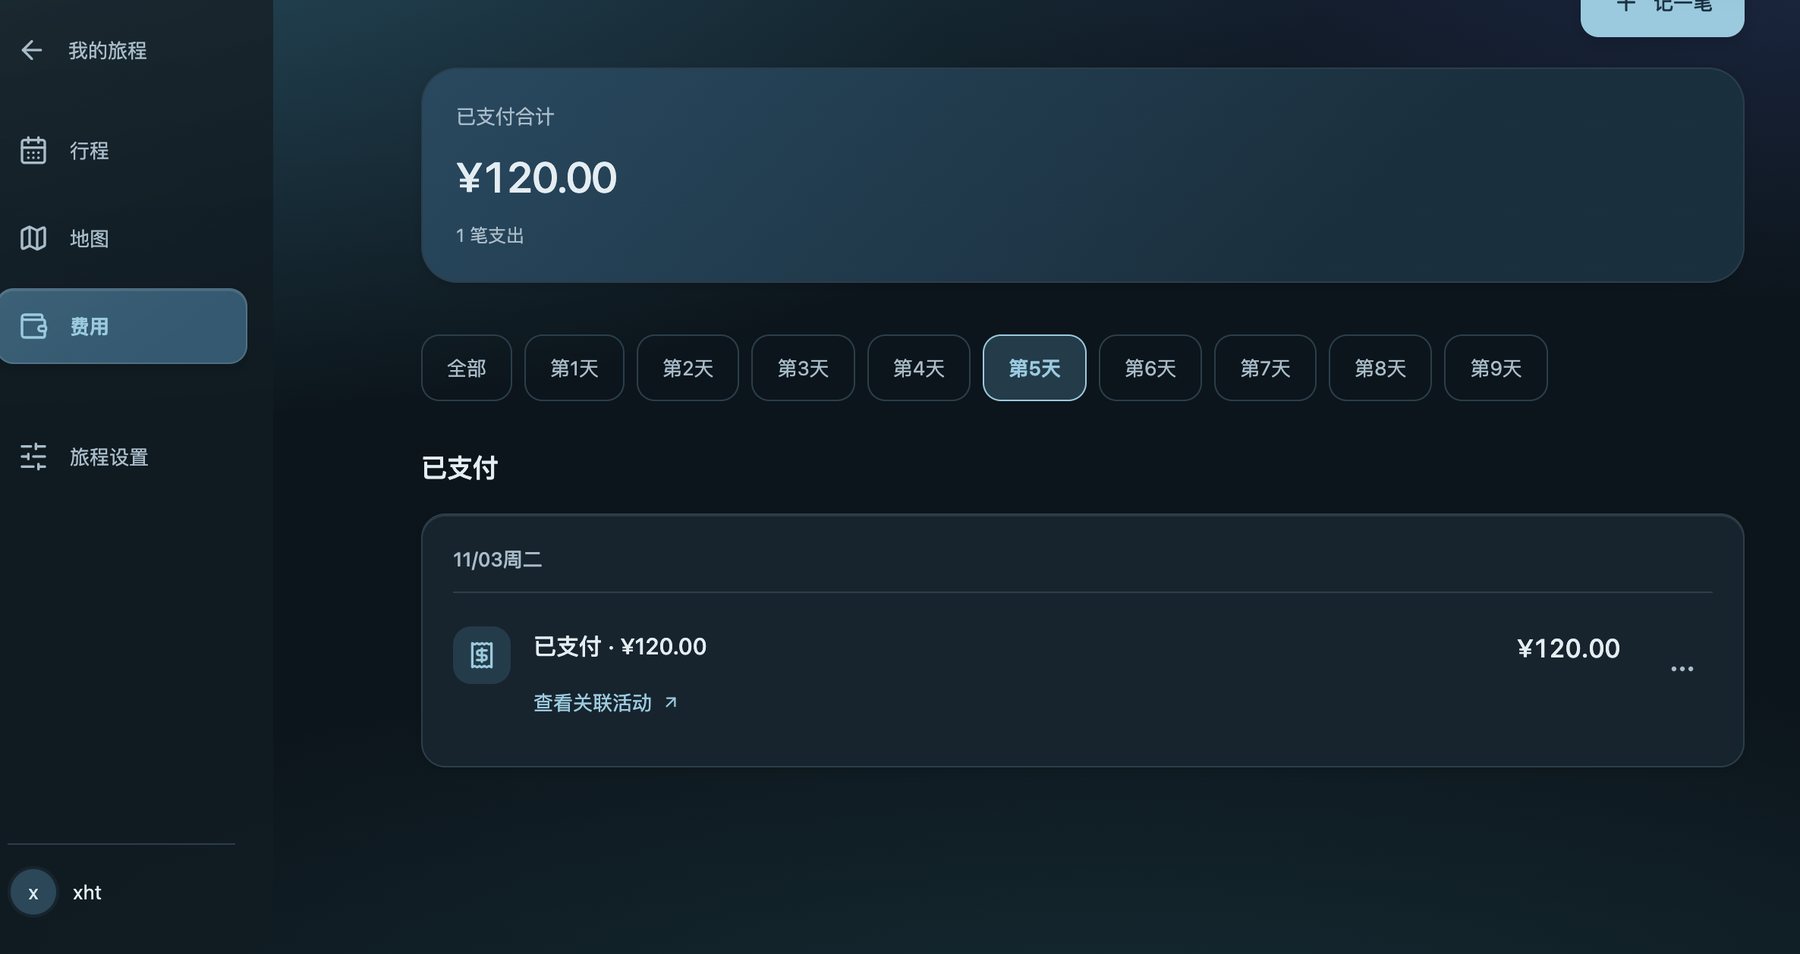 我的旅程
行程
地图
费用
旅程设置
x
xht
记一笔
已支付合计
¥120.00
1 笔支出
全部 第1天 第2天 第3天 第4天 第5天 第6天 第7天 第8天 第9天
已支付
11/03周二
已支付 · ¥120.00
¥120.00
查看关联活动